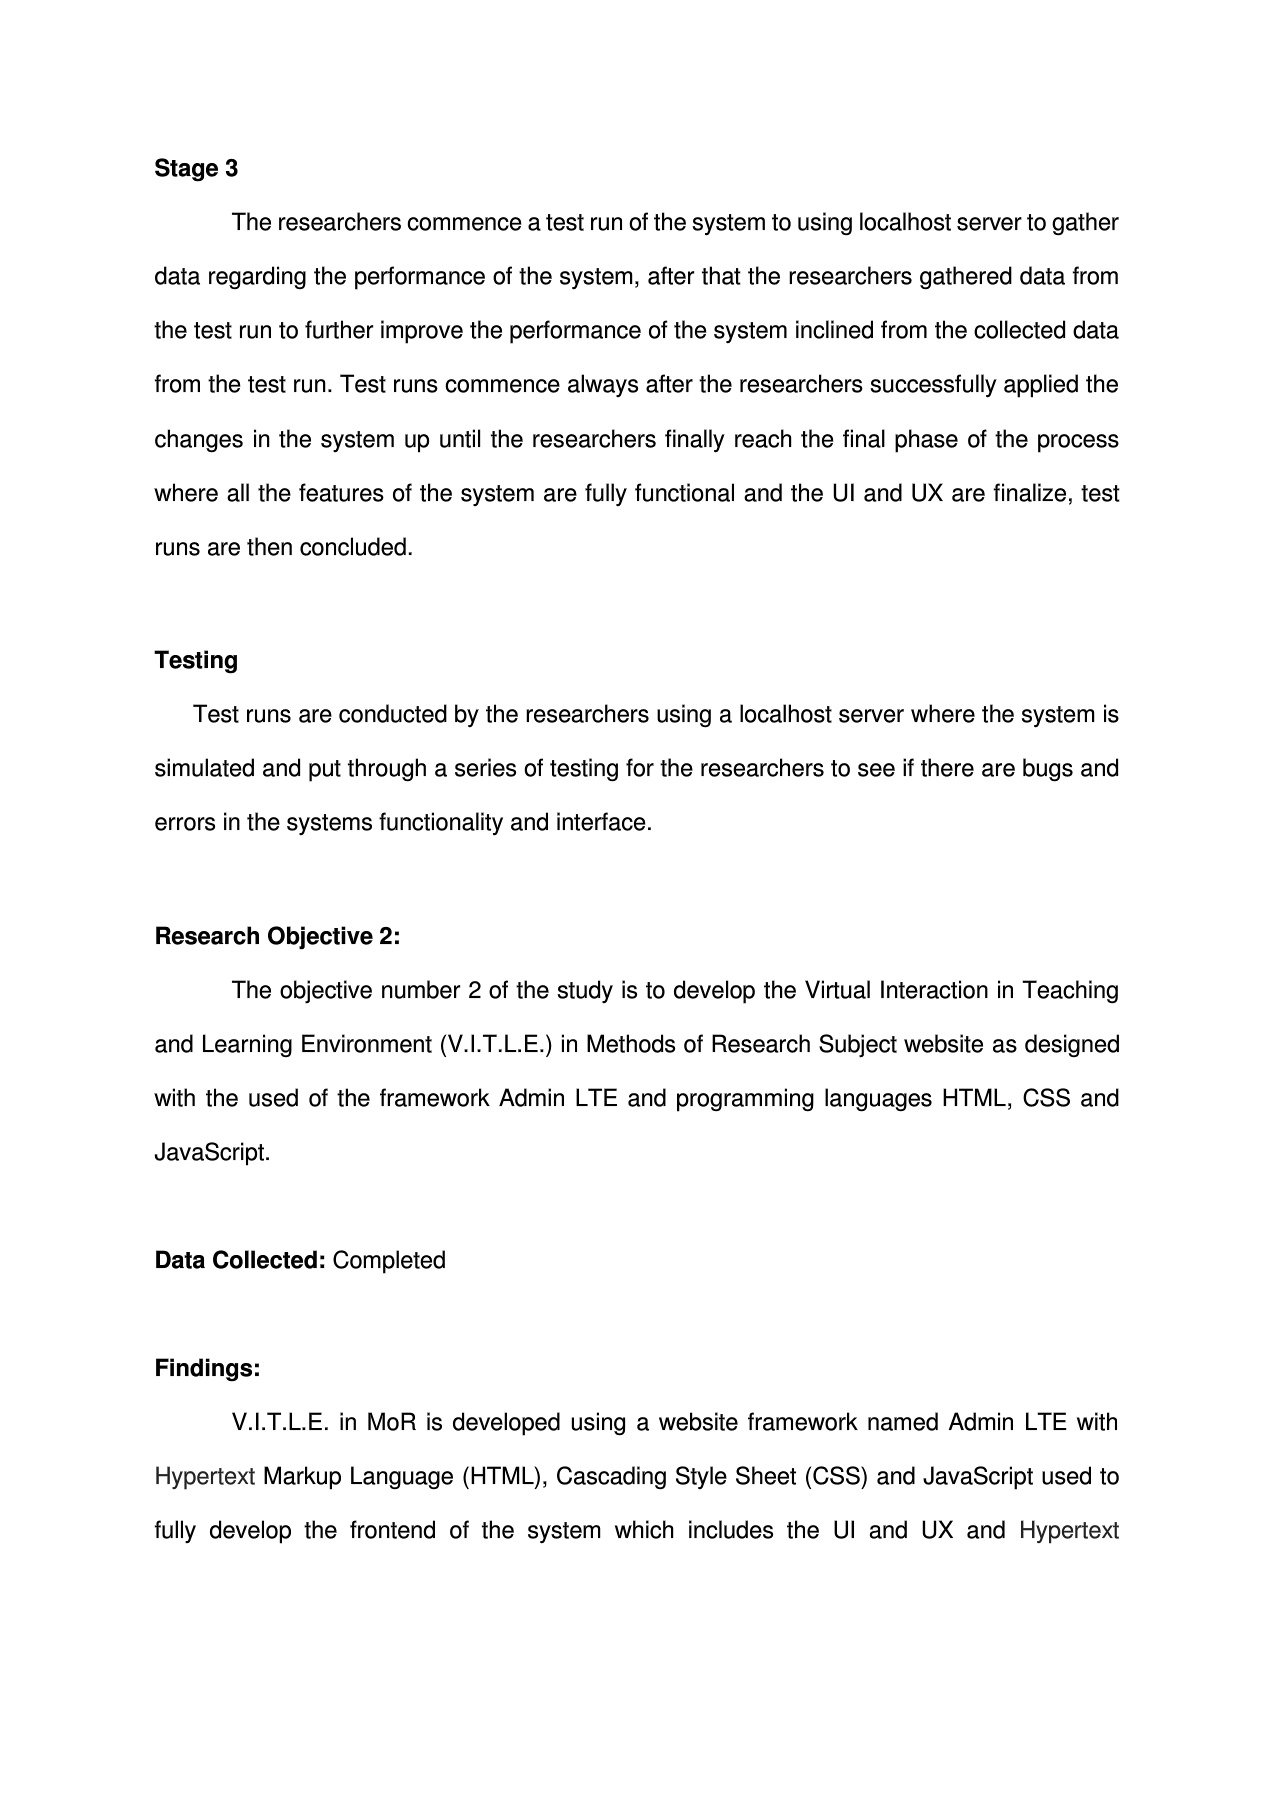 Stage 3
The researchers commence a test run of the system to using localhost server to gather
data regarding the performance of the system, after that the researchers gathered data from
the test run to further improve the performance of the system inclined from the collected data
from the test run. Test runs commence always after the researchers successfully applied the
changes in the system up until the researchers finally reach the final phase of the process
where all the features of the system are fully functional and the UI and UX are finalize, test
runs are then concluded.
Testing
Test runs are conducted by the researchers using a localhost server where the system is
simulated and put through a series of testing for the researchers to see if there are bugs and
errors in the systems functionality and interface.
Research Objective 2:
The objective number 2 of the study is to develop the Virtual Interaction in Teaching
and Learning Environment (V.I.T.L.E.) in Methods of Research Subject website as designed
with the used of the framework Admin LTE and programming languages HTML, CSS and
JavaScript.
Data Collected: Completed
Findings:
V.I.T.L.E. in MoR is developed using a website framework named Admin LTE with
Hypertext Markup Language (HTML), Cascading Style Sheet (CSS) and JavaScript used to
fully develop the frontend of the system which includes the UI and UX and Hypertext